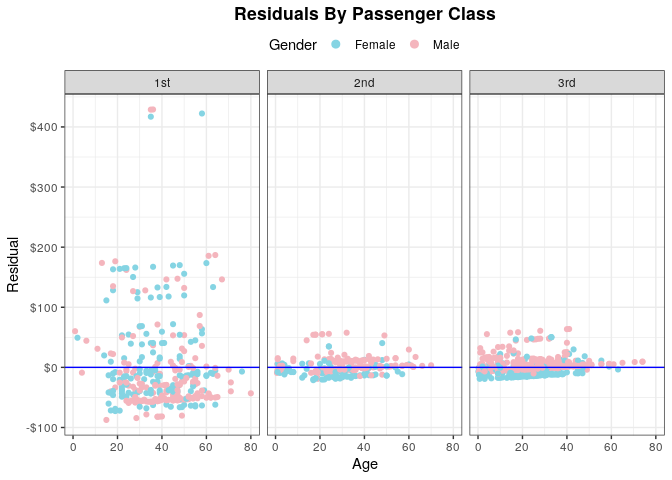 Residuals By Passenger Class
Gender Female Male
1st 2nd 3rd
$400
$300
$200
$100
$0
-$100
Residual
0 20 40 60 80 0 20 40 60 80 0 20 40 60 80
Age